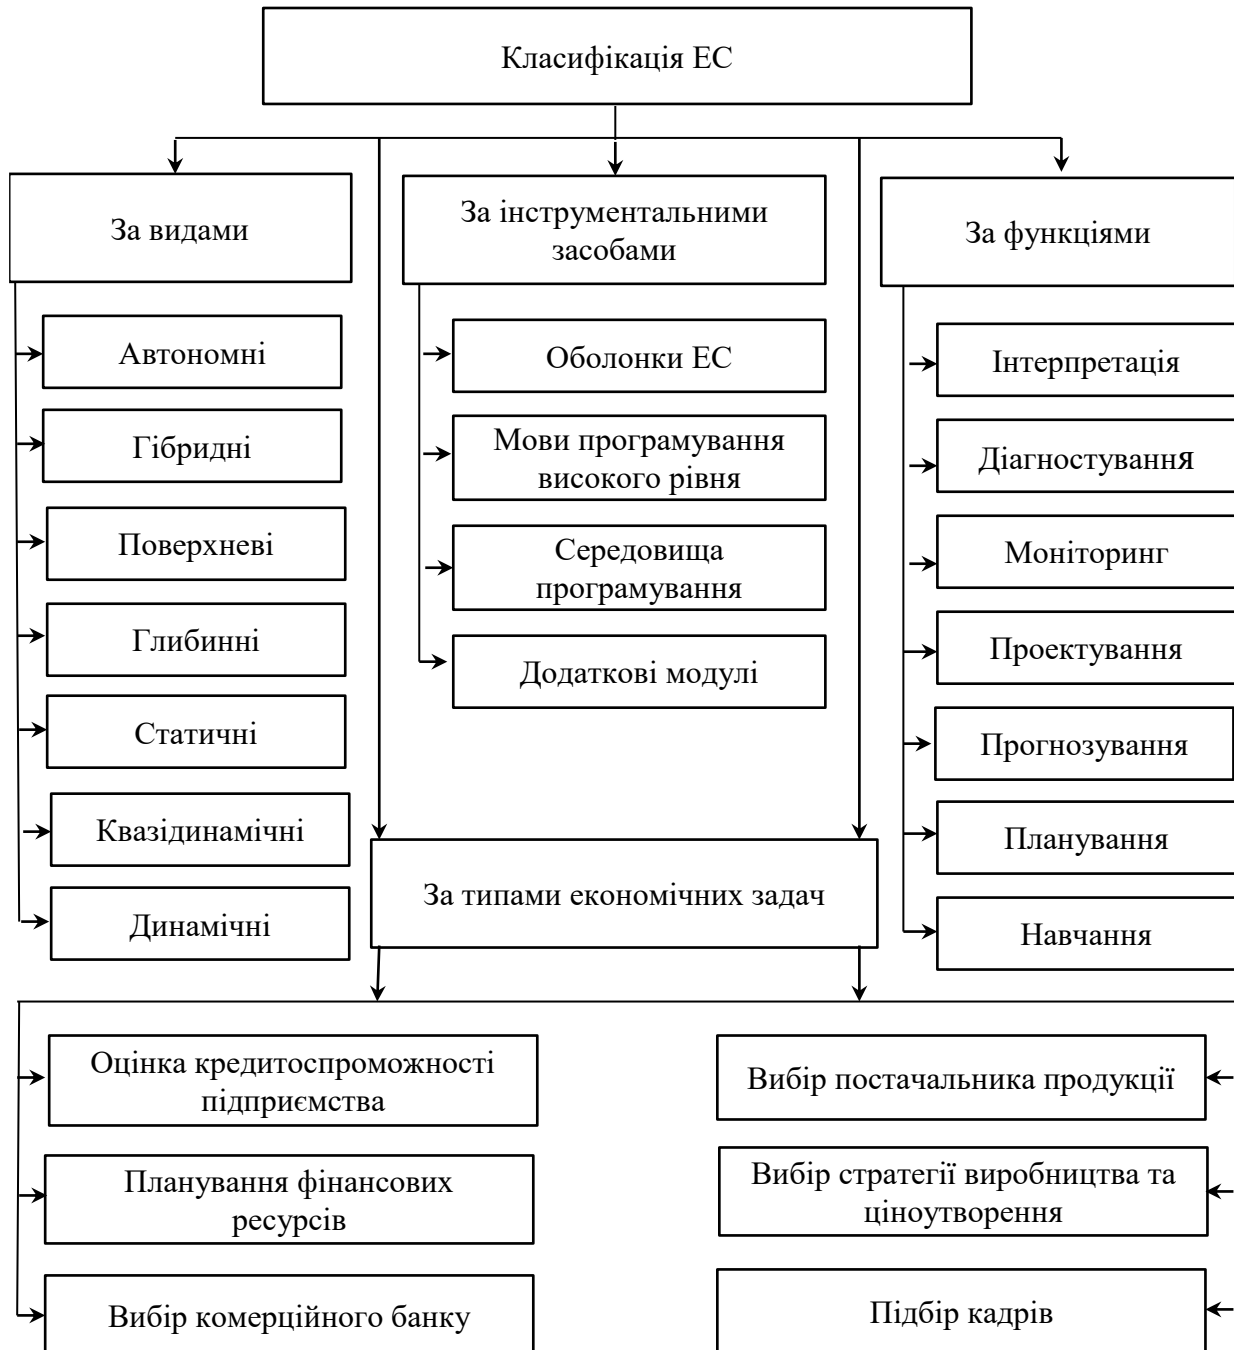 Класифікація ЕС
За видами
Автономні
Гібридні
Поверхневі
Глибинні
Статичні
Квазідинамічні
Динамічні
За інструментальними
засобами
Оболонки ЕС
Мови програмування
високого рівня
Середовища
програмування
Додаткові модулі
За функціями
Інтерпретація
Діагностування
Моніторинг
Проектування
Прогнозування
Планування
Навчання
За типами економічних задач
Оцінка кредитоспроможності
підприємства
Планування фінансових
ресурсів
Вибір комерційного банку
Вибір постачальника продукції
Вибір стратегії виробництва та
ціноутворення
Підбір кадрів